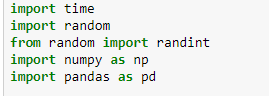 import time
import random
from random import randint
import numpy as np
import pandas as pd